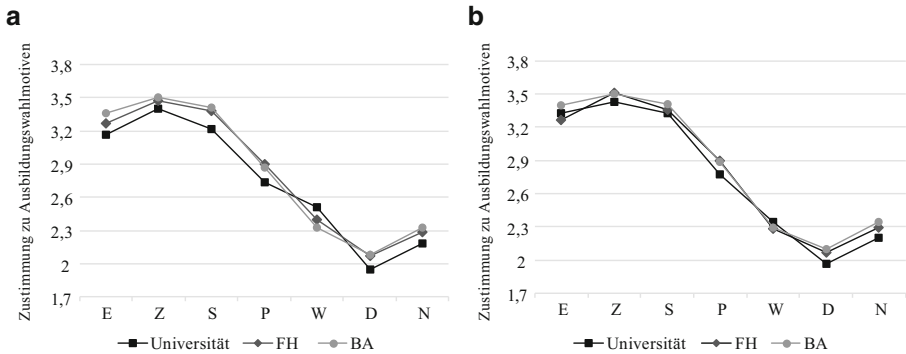 a
Zustimmung zu Ausbildungswahlmotiven
3,8
3,5
3,2
2,9
2,6
2,3
2
1,7
E Z S P W D N
Universität FH BA
b
Zustimmung zu Ausbildungswahlmotiven
3,8
3,5
3,2
2,9
2,6
2,3
2
1,7
E Z S P W D N
Universität FH BA